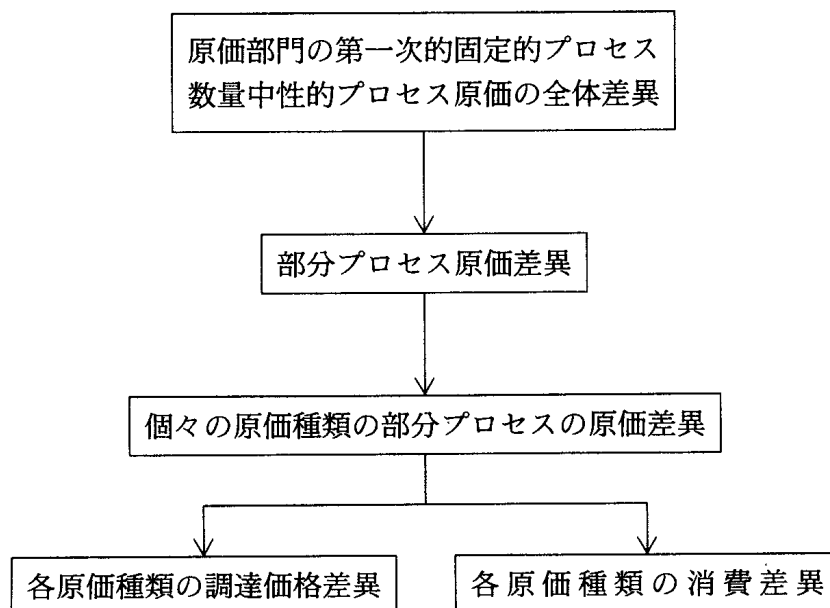 原価部門の第一次的固定的プロセス
数量中性的プロセス原価の全体差異
部分プロセス原価差異
個々の原価種類の部分プロセスの原価差異
各原価種類の調達価格差異
各原価種類の消費差異